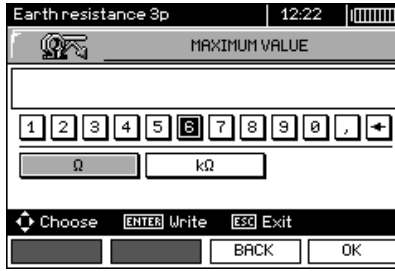 Earth resistance 3p 12:22
MAXIMUM VALUE
1 2 3 4 5 6 7 8 9 0 , ←
Ω kΩ
Choose ENTER Write ESC Exit
BACK OK